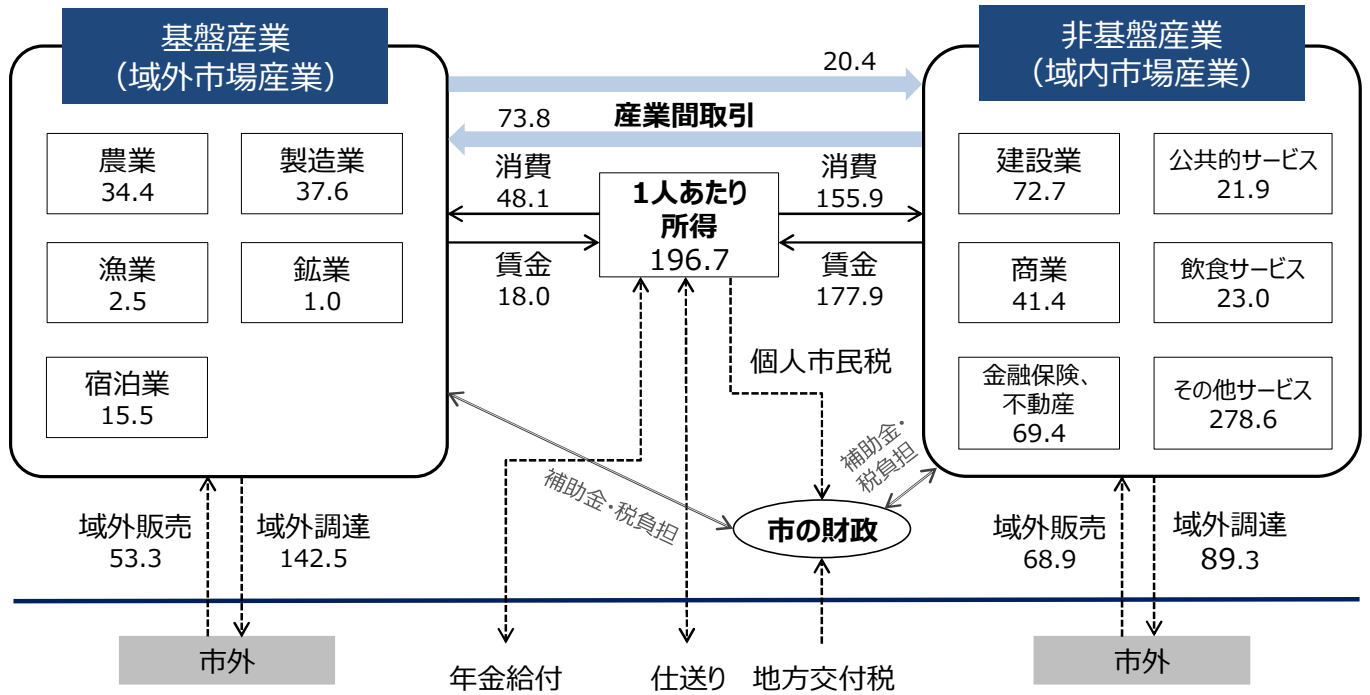 基盤産業
（域外市場産業）
農業
34.4
製造業
37.6
漁業
2.5
鉱業
1.0
宿泊業
15.5
20.4
産業間取引
73.8
消費
48.1
賃金
18.0
1人あたり
所得
196.7
消費
155.9
賃金
177.9
非基盤産業
（域内市場産業）
建設業
72.7
公共的サービス
21.9
商業
41.4
飲食サービス
23.0
金融保険、
不動産
69.4
その他サービス
278.6
個人市民税
補助金・税負担
補助金・
税負担
市の財政
域外販売
53.3
域外調達
142.5
域外販売
68.9
域外調達
89.3
市外
年金給付
仕送り
地方交付税
市外